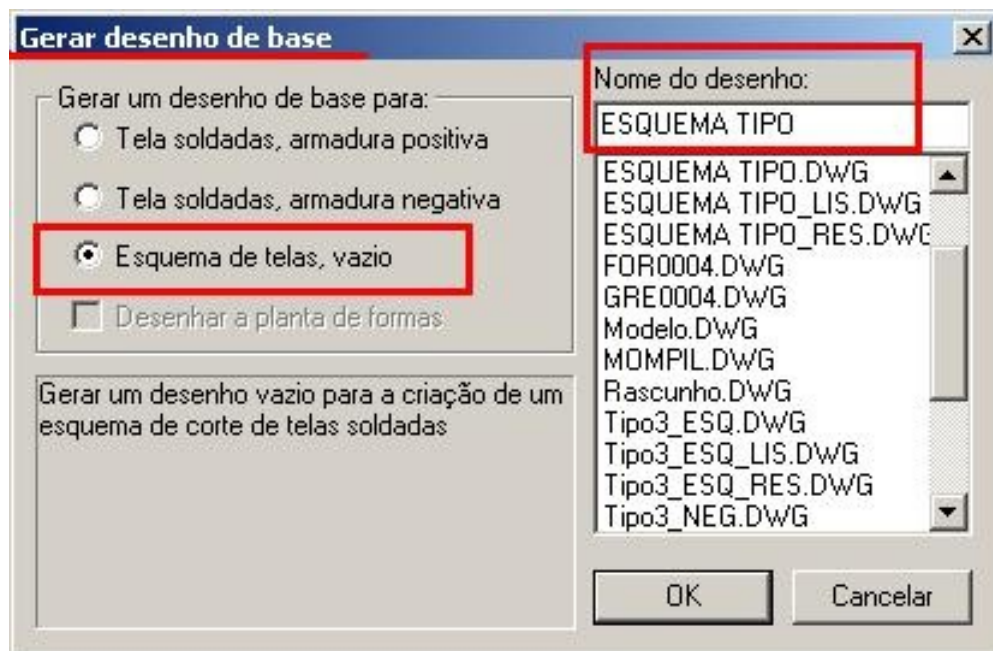 Gerar desenho de base
Gerar um desenho de base para:
Tela soldadas, armadura positiva
Tela soldadas, armadura negativa
Esquema de telas, vazio
Desenhar a planta de formas
Gerar um desenho vazio para a criação de um
esquema de corte de telas soldadas
Nome do desenho:
ESQUEMA TIPO
ESQUEMA TIPO.DWG
ESQUEMA TIPO_LIS.DWG
ESQUEMA TIPO_RES.DWG
FOR0004.DWG
GRE0004.DWG
Modelo.DWG
MOMPIL.DWG
Rascunho.DWG
Tipo3_ESQ.DWG
Tipo3_ESQ_LIS.DWG
Tipo3_ESQ_RES.DWG
Tipo3_NEG.DWG
OK
Cancelar